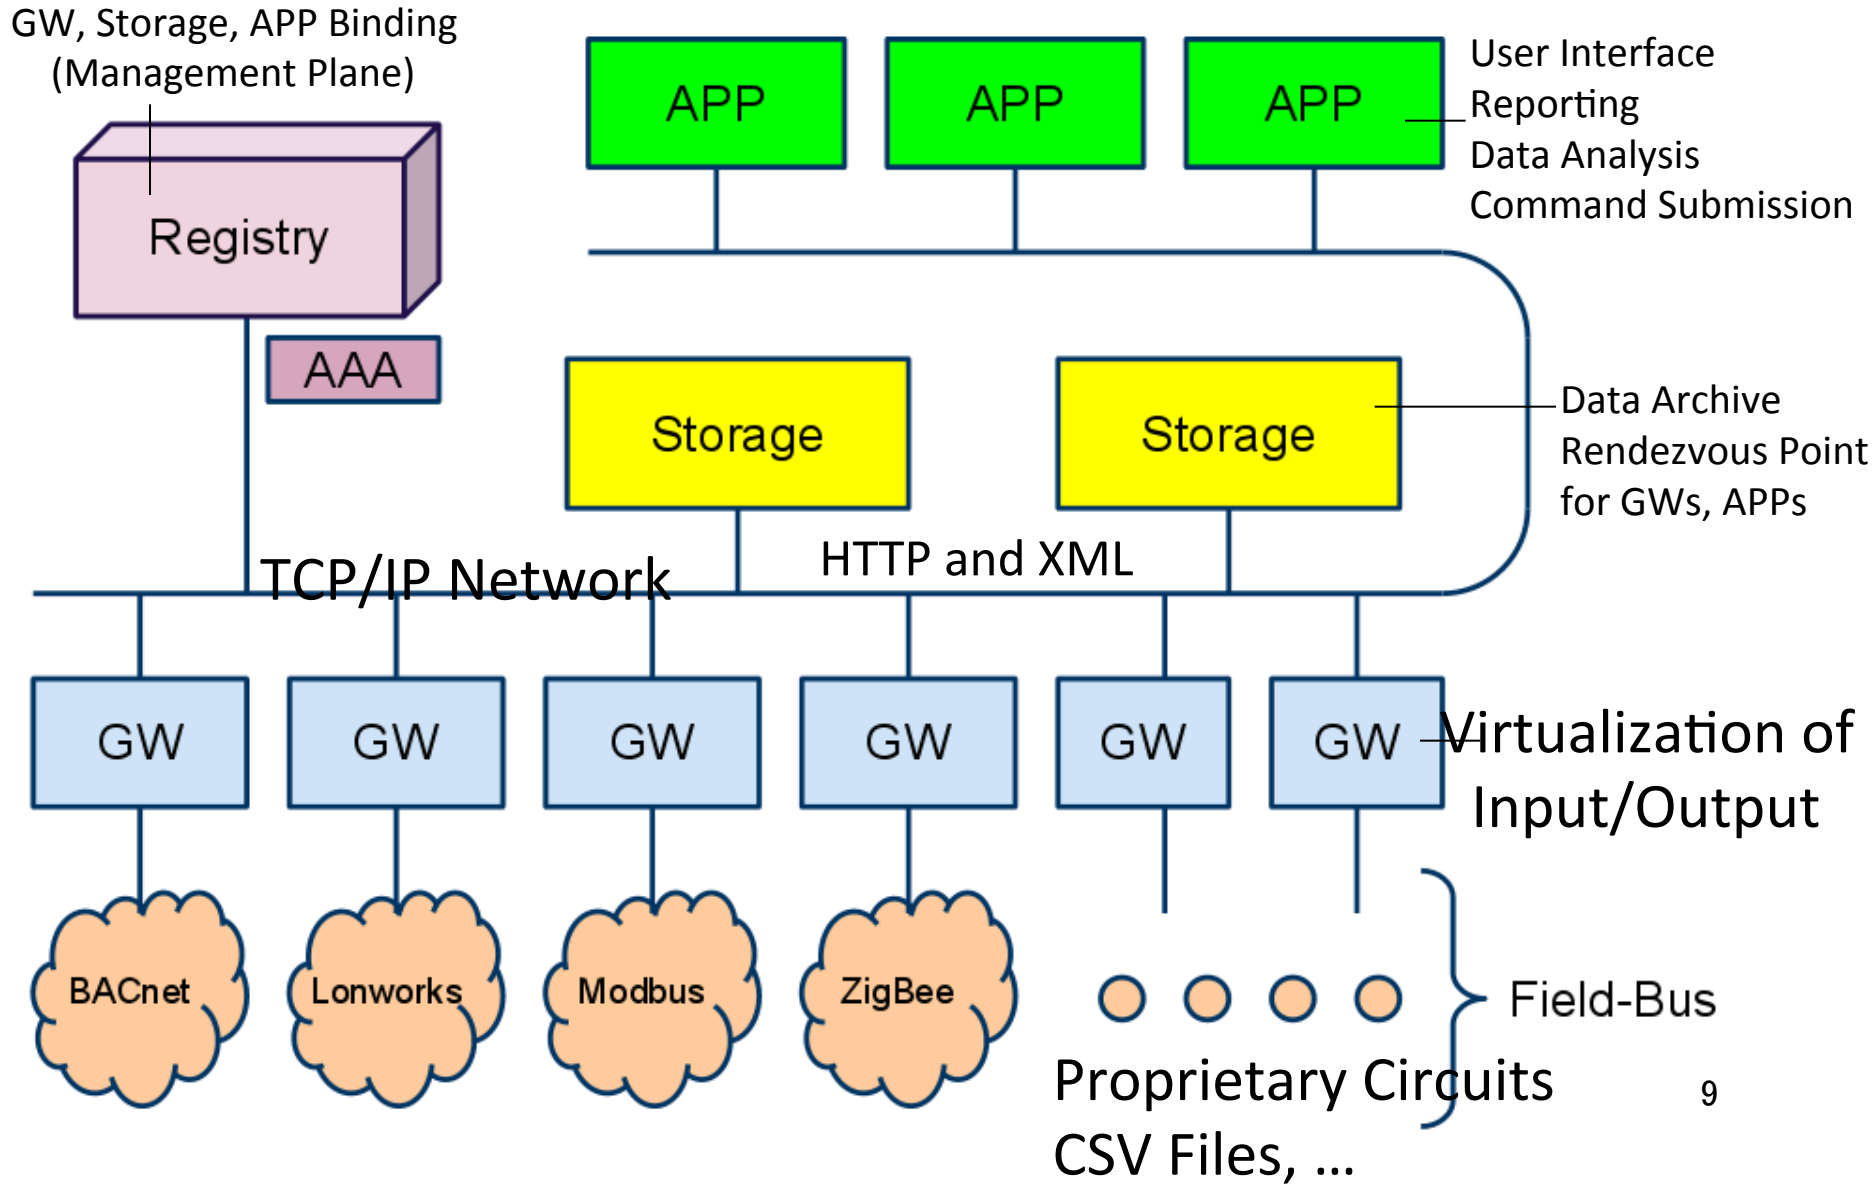 GW, Storage, APP Binding
(Management Plane)
APP
APP
APP
User Interface
Reporting
Data Analysis
Command Submission
Registry
AAA
Storage
Storage
Data Archive
Rendezvous Point
for GWs, APPs
TCP/IP Network
HTTP and XML
GW
GW
GW
GW
GW
GW
Virtualization of
Input/Output
BACnet
Lonworks
Modbus
ZigBee
Field-Bus
Proprietary Circuits
CSV Files, ...
9